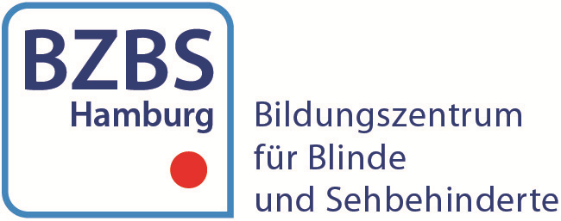 BZBS
Hamburg
Bildungszentrum
für Blinde
und Sehbehinderte